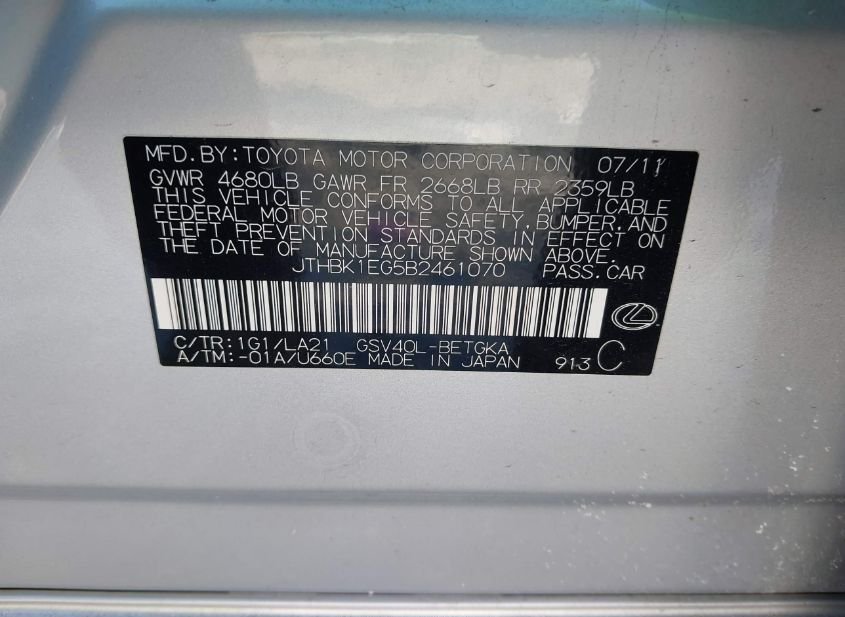 MFD.BY:TOYOTA MOTOR CORPORATION 07/11
GVWR 4680LB GAWR FR 2668LB RR 2359LB
THIS VEHICLE CONFORMS TO ALL APPLICABLE
FEDERAL MOTOR VEHICLE SAFETY, BUMPER, AND
THEFT PREVENTION STANDARDS IN EFFECT ON
THE DATE OF MANUFACTURE SHOWN ABOVE.
JTHBK1EG5B2461070 PASS.CAR
C/TR:1G1/LA21 GSV40L-BETGKA
A/TM:-01A/U660E MADE IN JAPAN 913 C